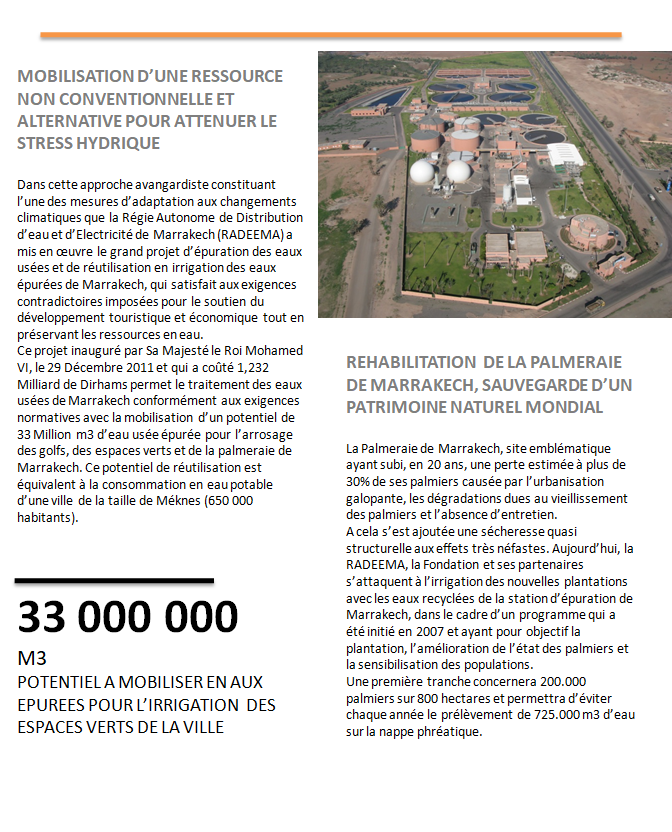 MOBILISATION D'UNE RESSOURCE
NON CONVENTIONNELLE ET
ALTERNATIVE POUR ATTENUER LE
STRESS HYDRIQUE
Dans cette approche avangardiste constituant
l'une des mesures d'adaptation aux changements
climatiques que la Régie Autonome de Distribution
d'eau et d'Electricité de Marrakech (RADEEMA) a
mis en œuvre le grand projet d'épuration des eaux
usées et de réutilisation en irrigation des eaux
épurées de Marrakech, qui satisfait aux exigences
contradictoires imposées pour le soutien du
développement touristique et économique tout en
préservant les ressources en eau.
Ce projet inauguré par Sa Majesté le Roi Mohamed
VI, le 29 Décembre 2011 et qui a coûté 1,232
Milliard de Dirhams permet le traitement des eaux
usées de Marrakech conformément aux exigences
normatives avec la mobilisation d'un potentiel de
33 Million m3 d'eau usée épurée pour l'arrosage
des golfs, des espaces verts et de la palmeraie de
Marrakech. Ce potentiel de réutilisation est
équivalent à la consommation en eau potable
d'une ville de la taille de Méknes (650 000
habitants).
33 000 000
M3
POTENTIEL A MOBILISER EN AUX
EPUREES POUR L'IRRIGATION DES
ESPACES VERTS DE LA VILLE
REHABILITATION DE LA PALMERAIE
DE MARRAKECH, SAUVEGARDE D'UN
PATRIMOINE NATUREL MONDIAL
La Palmeraie de Marrakech, site emblématique
ayant subi, en 20 ans, une perte estimée à plus de
30% de ses palmiers causée par l'urbanisation
galopante, les dégradations dues au vieillissement
des palmiers et l'absence d'entretien.
A cela s'est ajoutée une sécheresse quasi
structurelle aux effets très néfastes. Aujourd'hui, la
RADEEMA, la Fondation et ses partenaires
s'attaquent à l'irrigation des nouvelles plantations
avec les eaux recyclées de la station d'épuration de
Marrakech, dans le cadre d'un programme qui a
été initié en 2007 et ayant pour objectif la
plantation, l'amélioration de l'état des palmiers et
la sensibilisation des populations.
Une première tranche concernera 200.000
palmiers sur 800 hectares et permettra d'éviter
chaque année le prélèvement de 725.000 m3 d'eau
sur la nappe phréatique.